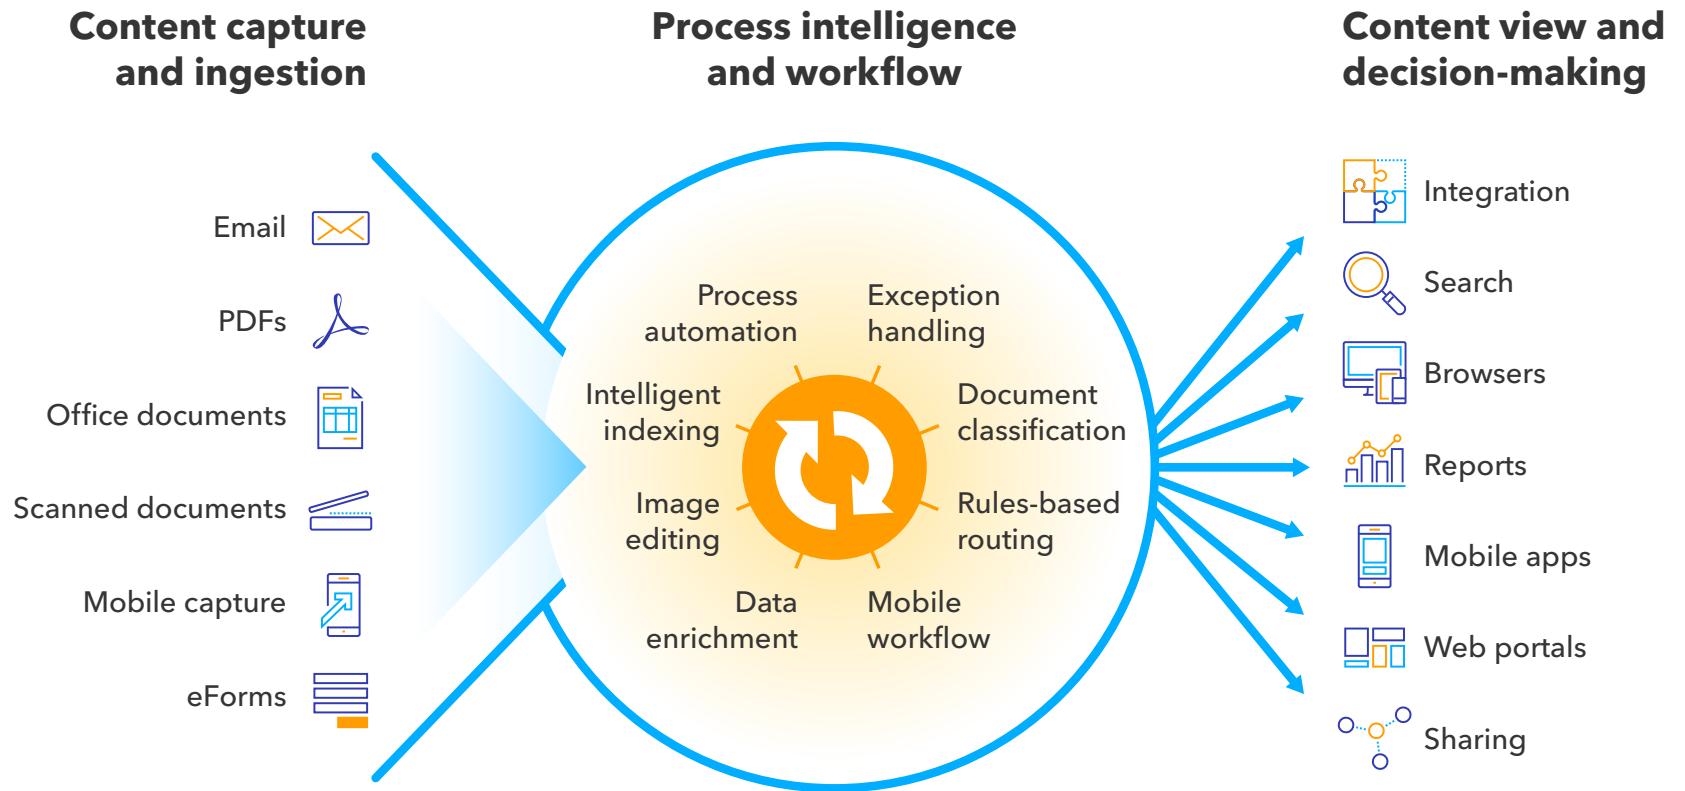 Content capture
and ingestion
Email
PDFs
Office documents
Scanned documents
Mobile capture
eForms
Process intelligence
and workflow
Process
automation
Exception
handling
Intelligent
indexing
Document
classification
Image
editing
Rules-based
routing
Data
enrichment
Mobile
workflow
Content view and
decision-making
Integration
Search
Browsers
Reports
Mobile apps
Web portals
Sharing